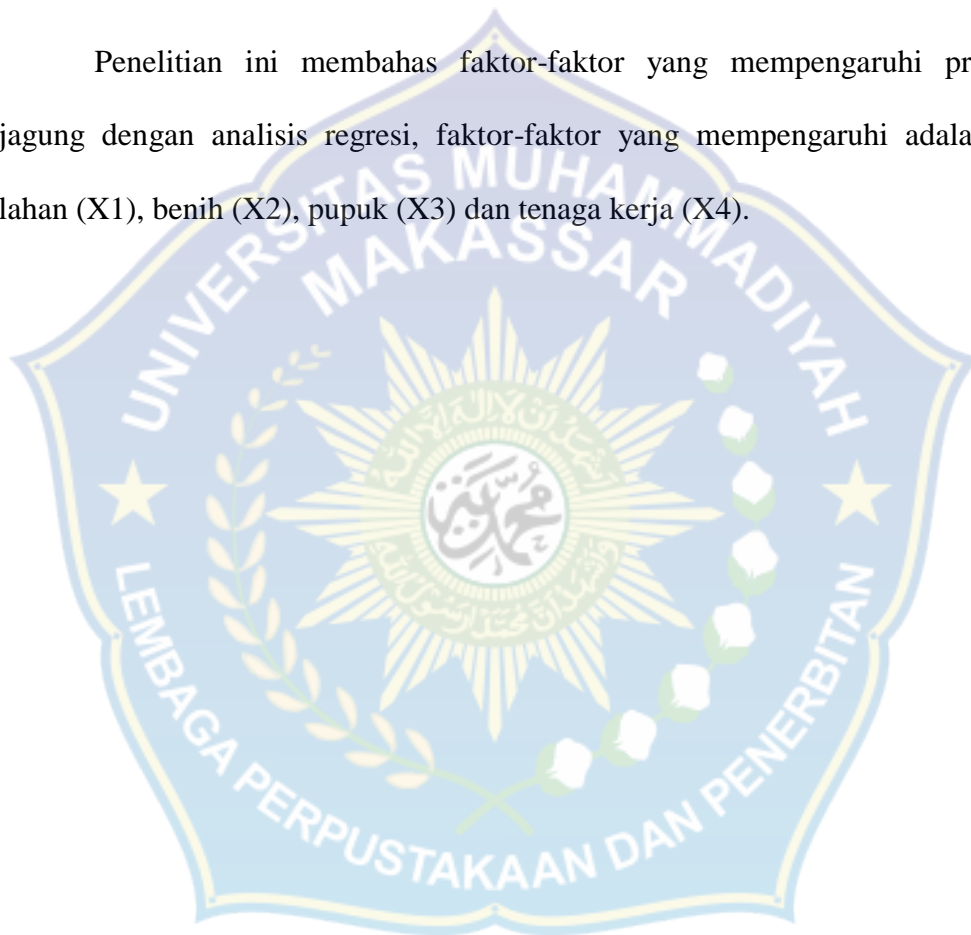 Penelitian ini membahas faktor-faktor yang mempengaruhi pr
jagung dengan analisis regresi, faktor-faktor yang mempengaruhi adala
lahan (X1), benih (X2), pupuk (X3) dan tenaga kerja (X4).
UNIVERSITAS MUHAMMADIYAH
MAKASSAR
LEMBAGA PERPUSTAKAAN DAN PENERBITAN